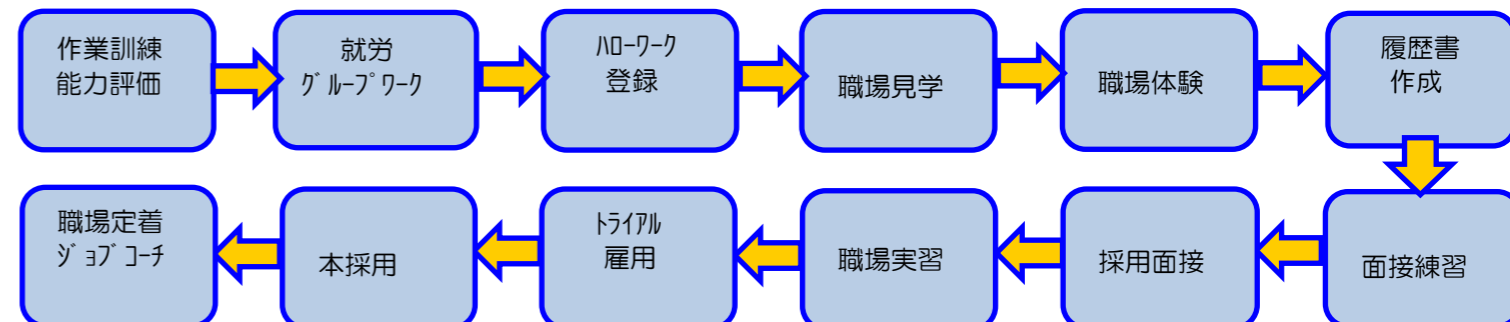 作業訓練
能力評価
就労
ｸﾞﾙｰﾌﾟﾜｰｸ
ﾊﾛｰﾜｰｸ
登録
職場見学
職場体験
履歴書
作成
面接練習
採用面接
職場実習
ﾄライｱﾙ
雇用
本採用
職場定着
ｼﾞｮﾌﾞｺｰﾁ